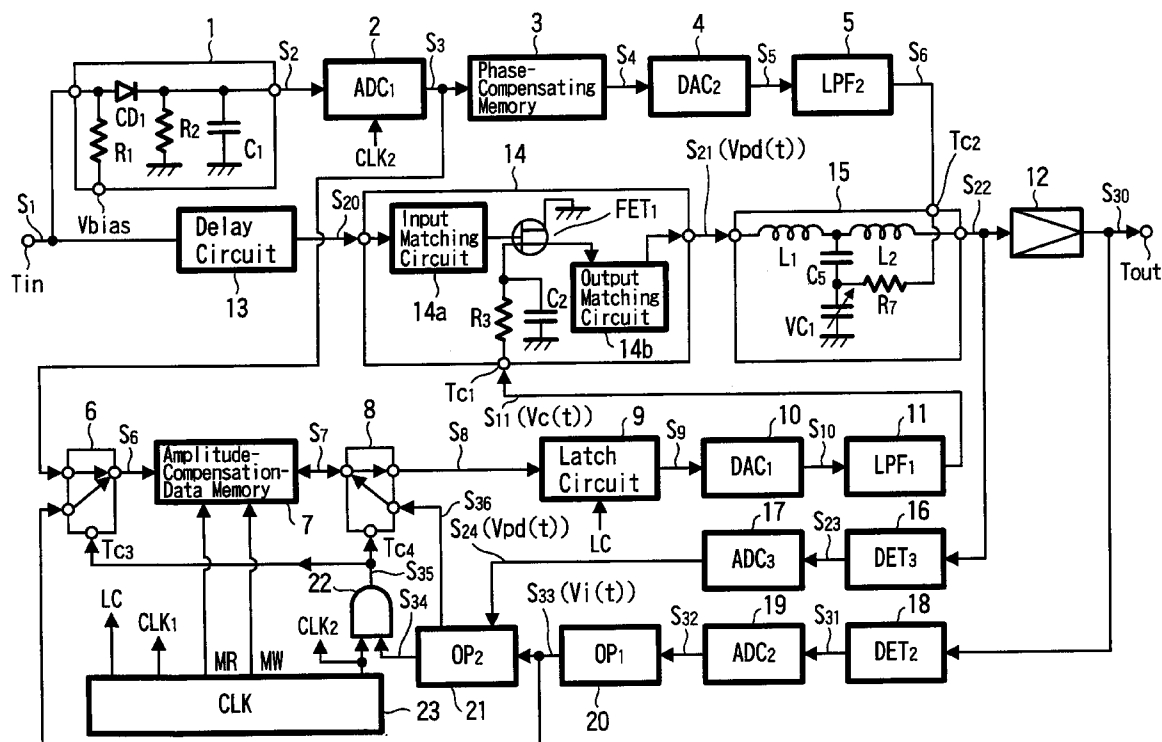 1
2
3
4
5
S2
S3
S4
S5
S6
ADC1
Phase-
Compensating
Memory
DAC2
LPF2
CD1
R1
R2
C1
CLK2
S21 (Vpd(t))
Tc2
S1
Vbias
S20
14
15
S22
12
S30
Tin
Delay
Circuit
13
Input
Matching
Circuit
14a
FET1
L1
L2
C5
R7
VC1
Tout
R3
C2
Output
Matching
Circuit
14b
Tc1
S11 (Vc(t))
6
S6
Amplitude-
Compensation-
Data Memory
7
S7
8
S8
9
Latch
Circuit
S9
10
DAC1
S10
11
LPF1
Tc3
Tc4
S36
S24 (Vpd(t))
LC
17
ADC3
S23
16
DET3
S35
22
LC
CLK1
MR
MW
CLK2
S34
S33 (Vi(t))
OP2
21
OP1
20
S32
19
ADC2
S31
18
DET2
CLK
23